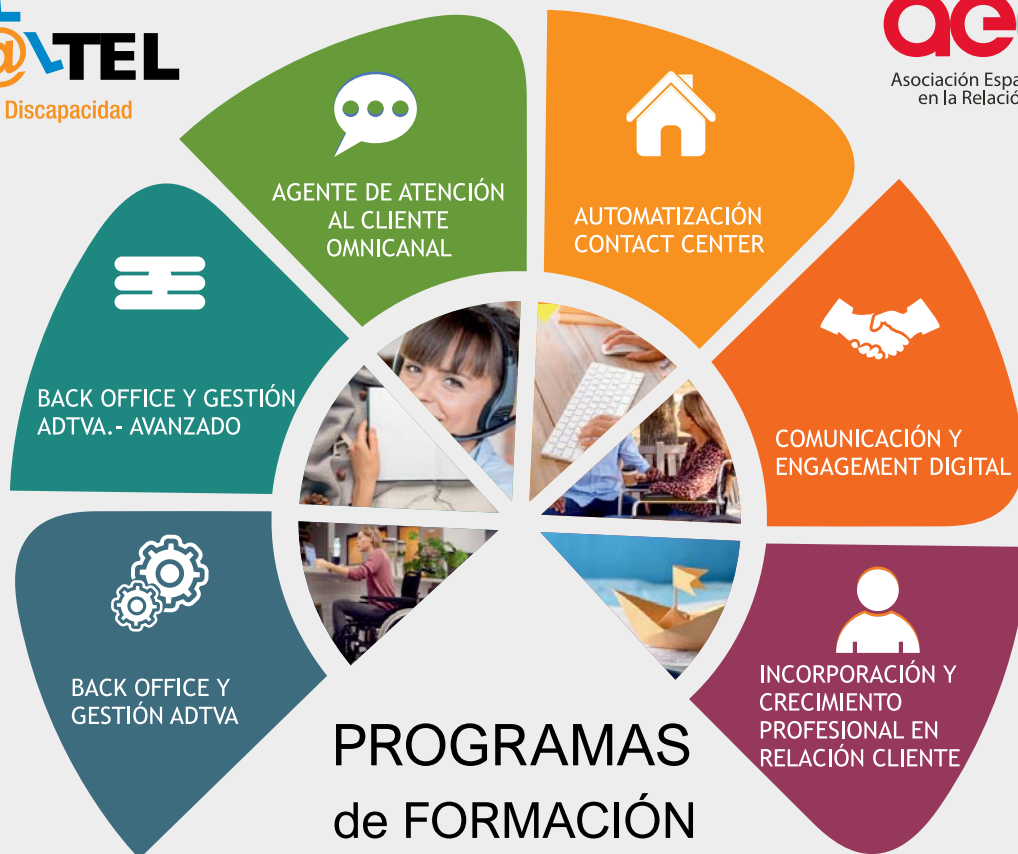 @\TEL
Discapacidad
Asociación Espa
en la Relació
AGENTE DE ATENCIÓN
AL CLIENTE
OMNICANAL
AUTOMATIZACIÓN
CONTACT CENTER
BACK OFFICE Y GESTIÓN
ADTVA.- AVANZADO
COMUNICACIÓN Y
ENGAGEMENT DIGITAL
BACK OFFICE Y
GESTIÓN ADTVA
INCORPORACIÓN Y
CRECIMIENTO
PROFESIONAL EN
RELACIÓN CLIENTE
PROGRAMAS
de FORMACIÓN